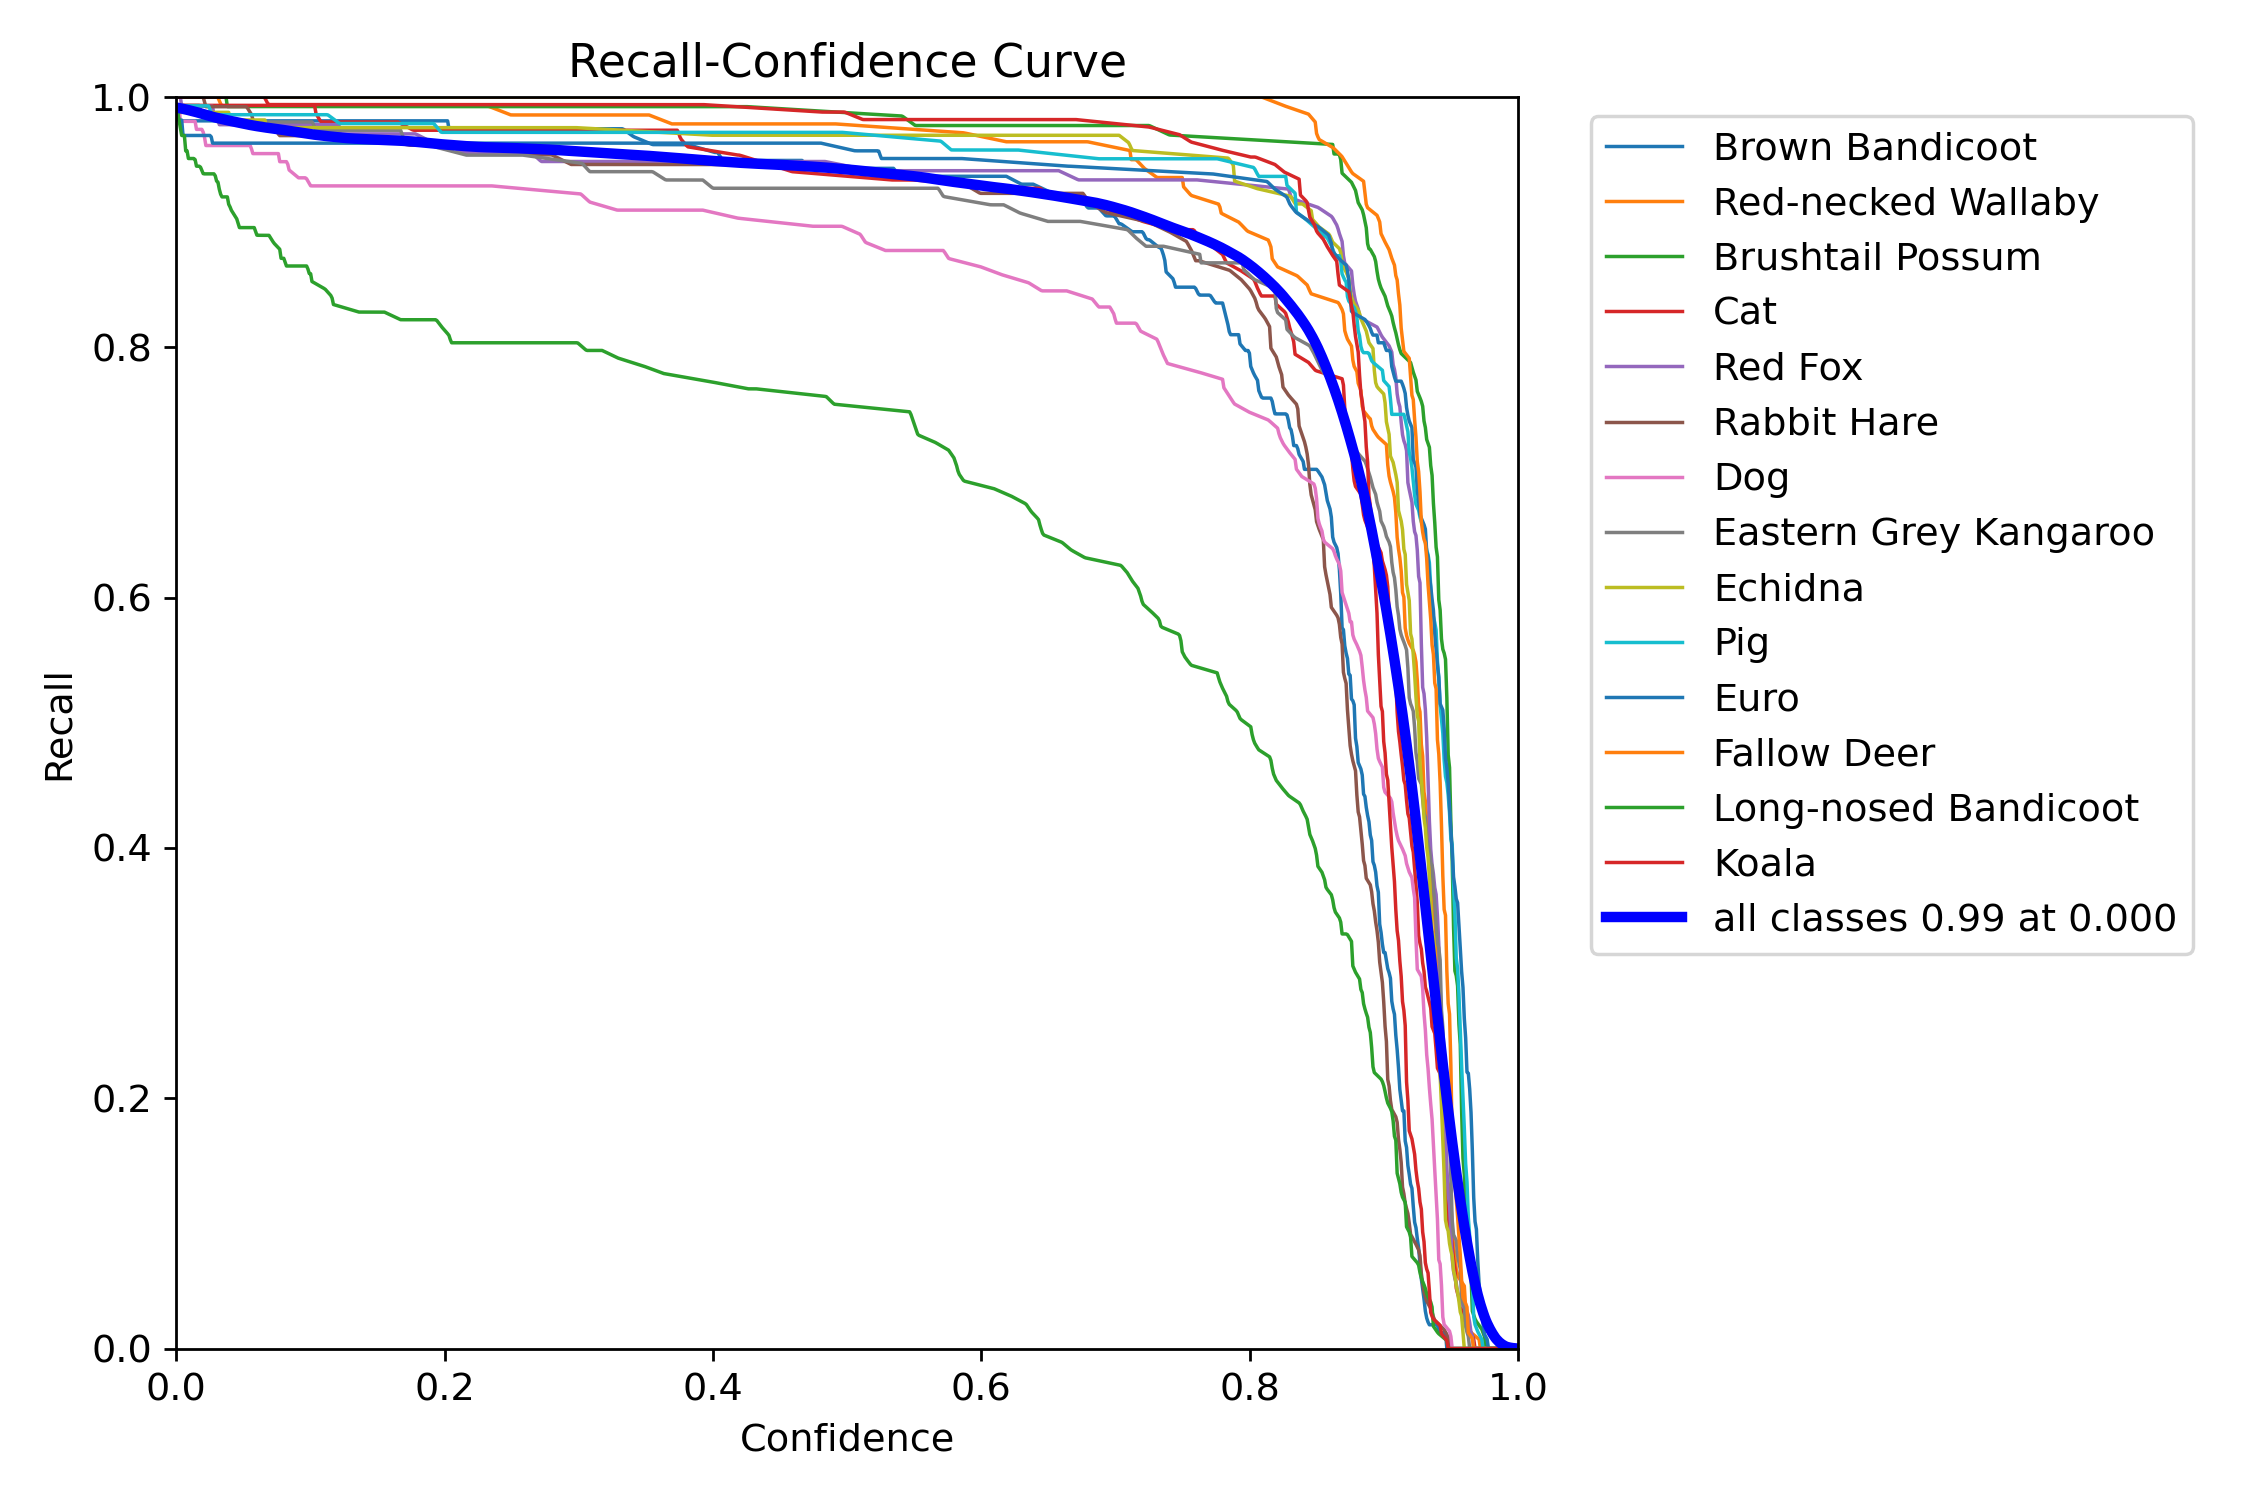 Recall-Confidence Curve
1.0
0.8
0.6
0.4
0.2
0.0
Recall
0.0 0.2 0.4 0.6 0.8 1.0
Confidence
Brown Bandicoot
Red-necked Wallaby
Brushtail Possum
Cat
Red Fox
Rabbit Hare
Dog
Eastern Grey Kangaroo
Echidna
Pig
Euro
Fallow Deer
Long-nosed Bandicoot
Koala
all classes 0.99 at 0.000